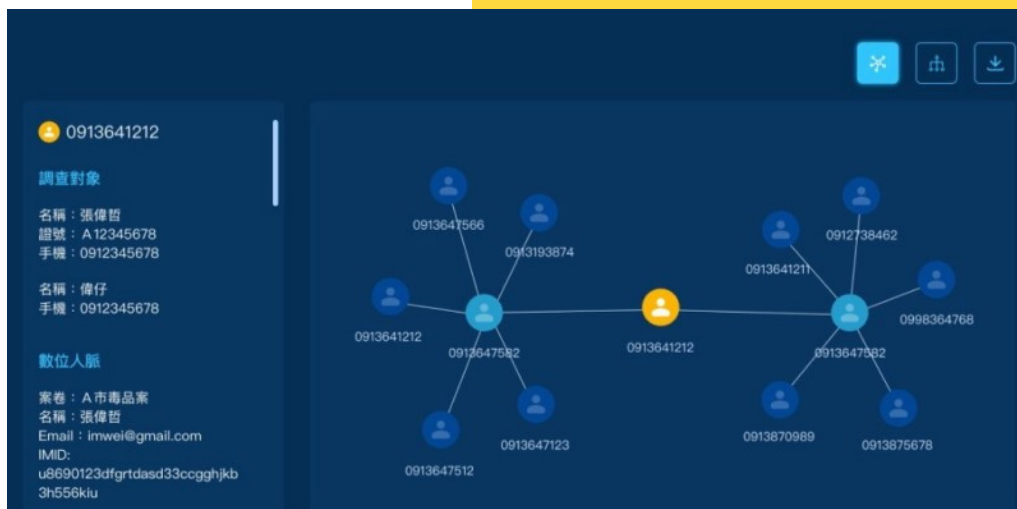 0913641212
調查對象
名稱：張偉哲
證號：A12345678
手機：0912345678
名稱：偉仔
手機：0912345678
數位人脈
案卷：A市毒品案
名稱：張偉哲
Email：imwei@gmail.com
IMID:
u8690123dfgrtdasd33ccgghjkb
3h556kiu
0913647566
0913193874
0913641212
0913647582
0913647512
0913647123
0913641212
0912738462
0913641211
0998364768
0913647582
0913870989
0913875678